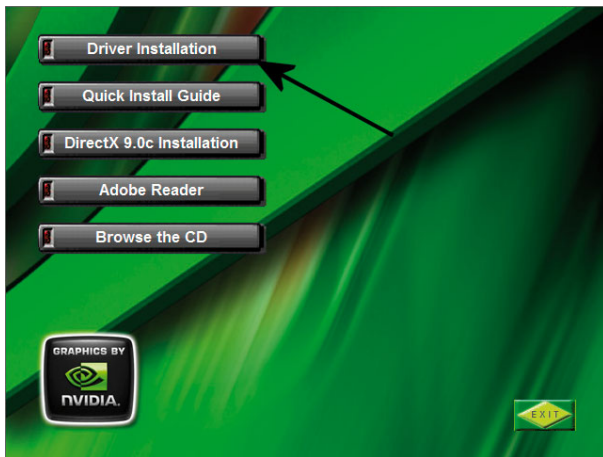 Driver Installation
Quick Install Guide
DirectX 9.0c Installation
Adobe Reader
Browse the CD
GRAPHICS BY
NVIDIA.
EXIT